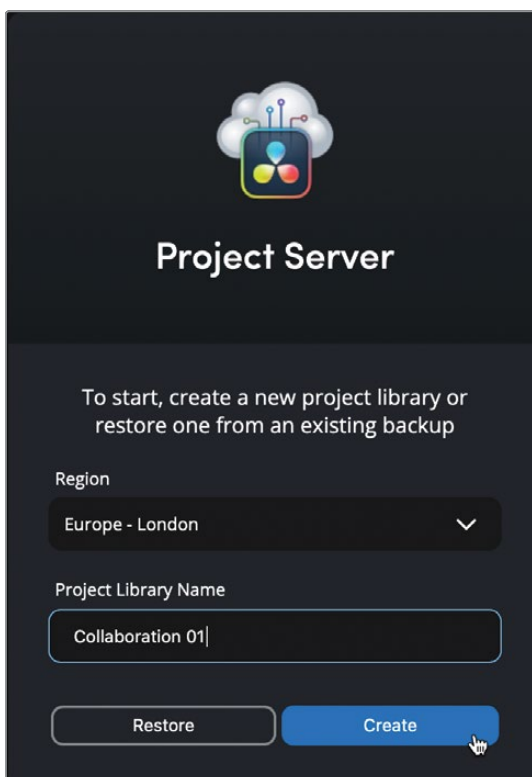 Project Server
To start, create a new project library or
restore one from an existing backup
Region
Europe - London
Project Library Name
Collaboration 01
Restore
Create